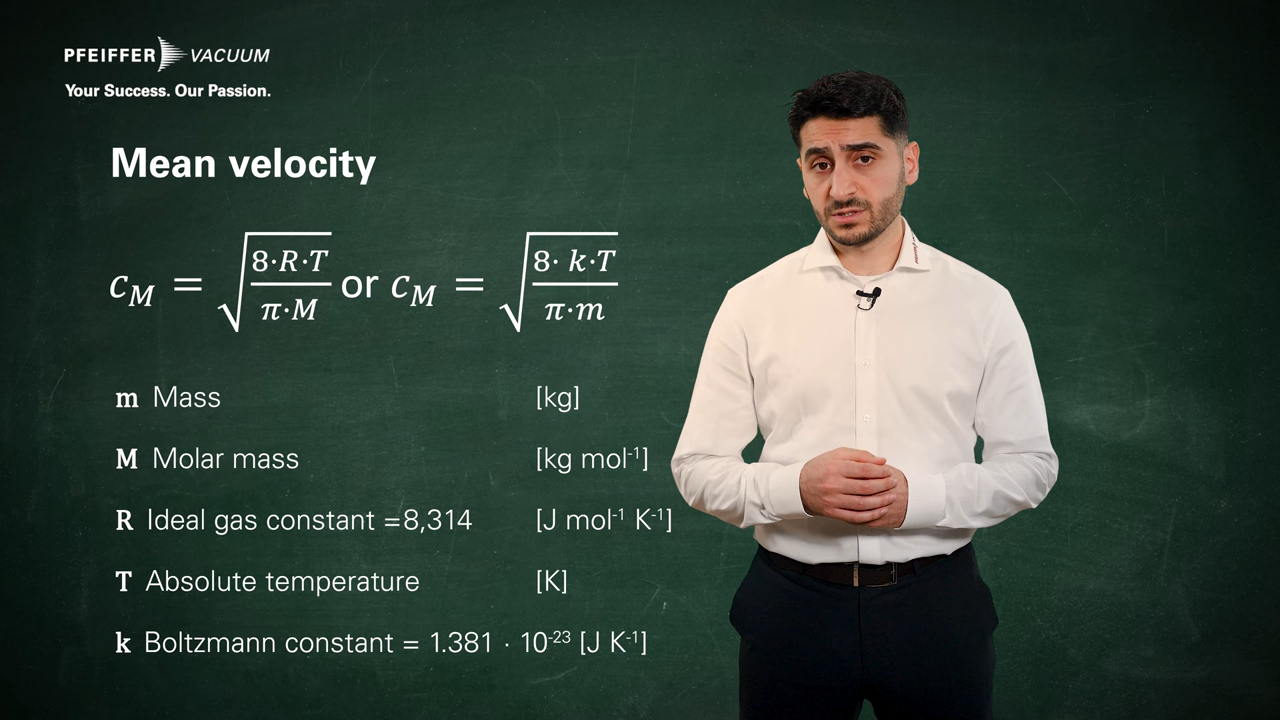 PFEIFFER VACUUM
Your Success. Our Passion.
Mean velocity
c_M = √(8·R·T / π·M) or c_M = √(8· k·T / π·m)
m Mass [kg]
M Molar mass [kg mol⁻¹]
R Ideal gas constant =8,314 [J mol⁻¹ K⁻¹]
T Absolute temperature [K]
k Boltzmann constant = 1.381 · 10⁻²³ [J K⁻¹]